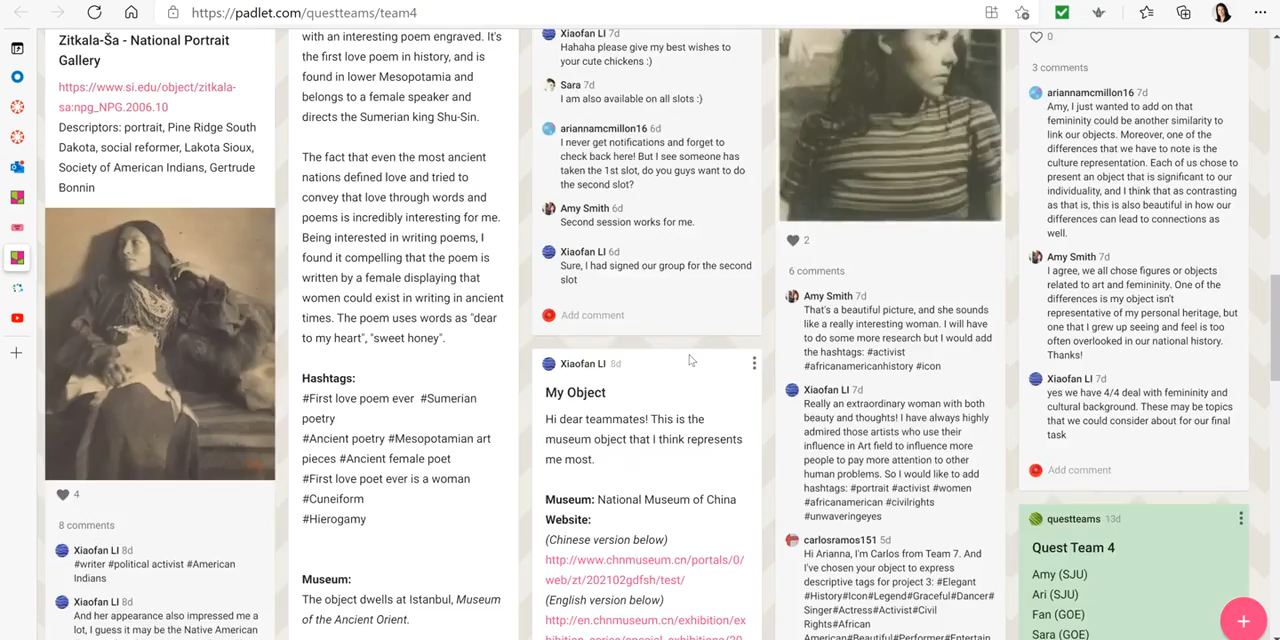 https://padlet.com/questteams/team4
Zitkala-Ša - National Portrait
Gallery
https://www.si.edu/object/zitkala-
sa:npg_NPG.2006.10
Descriptors: portrait, Pine Ridge South
Dakota, social reformer, Lakota Sioux,
Society of American Indians, Gertrude
Bonnin
4
8 comments
Xiaofan LI 8d
#writer #political activist #American
Indians
Xiaofan LI 8d
And her appearance also impressed me a
lot, I guess it may be the Native American
with an interesting poem engraved. It's
the first love poem in history, and is
found in lower Mesopotamia and
belongs to a female speaker and
directs the Sumerian king Shu-Sin.
The fact that even the most ancient
nations defined love and tried to
convey that love through words and
poems is incredibly interesting for me.
Being interested in writing poems, I
found it compelling that the poem is
written by a female displaying that
women could exist in writing in ancient
times. The poem uses words as "dear
to my heart", "sweet honey".
Hashtags:
#First love poem ever #Sumerian
poetry
#Ancient poetry #Mesopotamian art
pieces #Ancient female poet
#First love poet ever is a woman
#Cuneiform
#Hierogamy
Museum:
The object dwells at Istanbul, Museum
of the Ancient Orient.
Xiaofan LI 7d
Hahaha please give my best wishes to
your cute chickens :)
Sara 7d
I am also available on all slots :)
ariannamcmillon16 6d
I never get notifications and forget to
check back here! But I see someone has
taken the 1st slot, do you guys want to do
the second slot?
Amy Smith 6d
Second session works for me.
Xiaofan LI 6d
Sure, I had signed our group for the second
slot
Add comment
Xiaofan LI 8d
My Object
Hi dear teammates! This is the
museum object that I think represents
me most.
Museum: National Museum of China
Website:
(Chinese version below)
http://www.chnmuseum.cn/portals/0/
web/zt/202102gdfsh/test/
(English version below)
http://en.chnmuseum.cn/exhibition/ex
2
6 comments
Amy Smith 7d
That's a beautiful picture, and she sounds
like a really interesting woman. I will have
to do some more research but I would add
the hashtags: #activist
#africanamericanhistory #icon
Xiaofan LI 7d
Really an extraordinary woman with both
beauty and thoughts! I have always highly
admired those artists who use their
influence in Art field to influence more
people to pay more attention to other
human problems. So I would like to add
hashtags: #portrait #activist #women
#africanamerican #civilrights
#unwaveringeyes
carlosramos151 5d
Hi Arianna, I'm Carlos from Team 7. And
I've chosen your object to express
descriptive tags for project 3: #Elegant
#History#Icon#Legend#Graceful#Dancer#
Singer#Actress#Activist#Civil
Rights#African
American#Beautiful#Performer#Entertain
0
3 comments
ariannamcmillon16 7d
Amy, I just wanted to add on that
femininity could be another similarity to
link our objects. Moreover, one of the
differences that we have to note is the
culture representation. Each of us chose to
present an object that is significant to our
individuality, and I think that as contrasting
as that is, this is also beautiful in how our
differences can lead to connections as
well.
Amy Smith 7d
I agree, we all chose figures or objects
related to art and femininity. One of the
differences is my object isn't
representative of my personal heritage, but
one that I grew up seeing and feel is too
often overlooked in our national history.
Thanks!
Xiaofan LI 7d
yes we have 4/4 deal with femininity and
cultural background. These may be topics
that we could consider about for our final
task
Add comment
questteams 13d
Quest Team 4
Amy (SJU)
Ari (SJU)
Fan (GOE)
Sara (GOE)